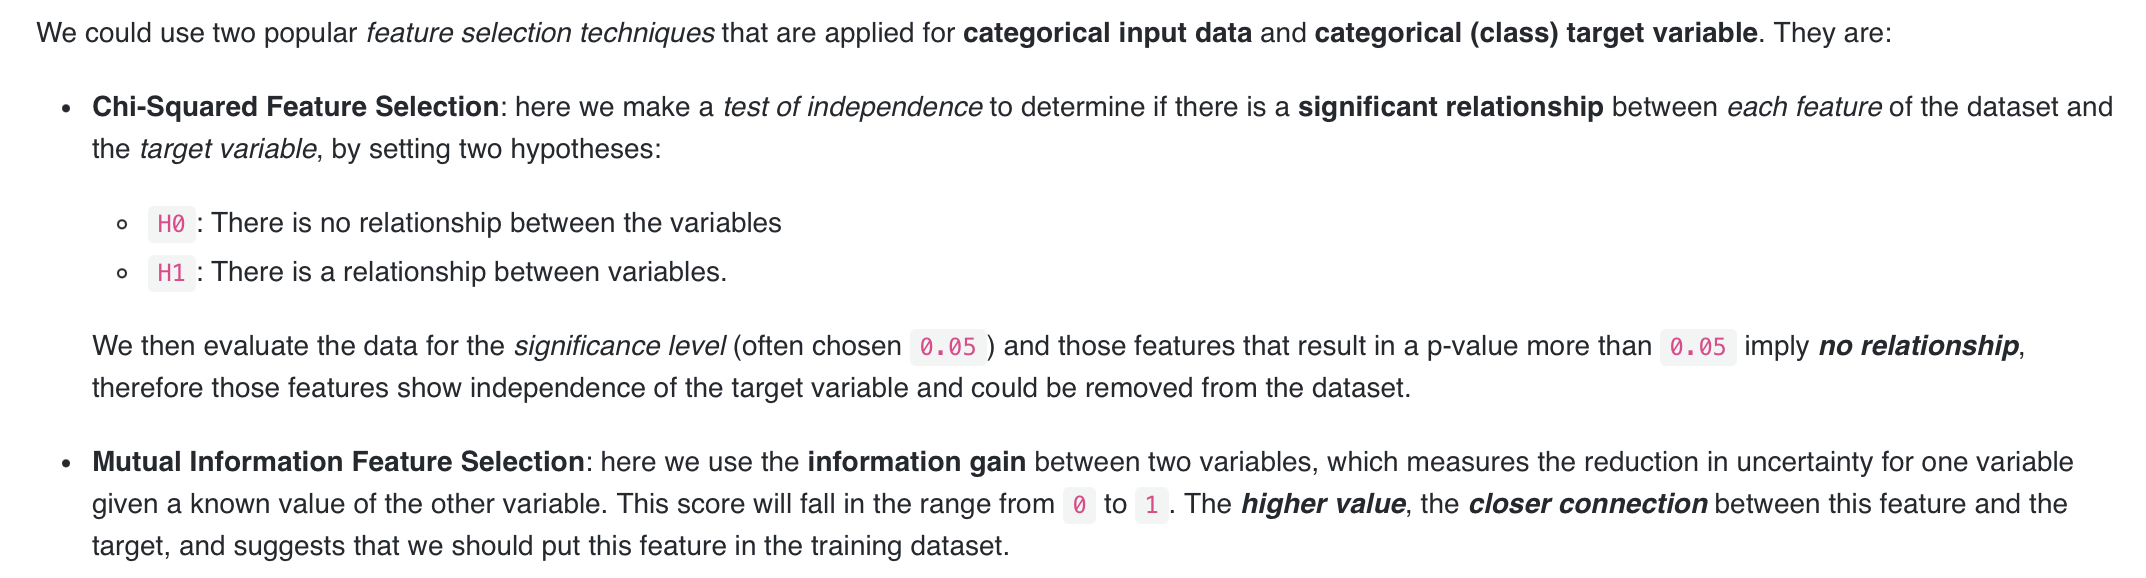 We could use two popular feature selection techniques that are applied for categorical input data and categorical (class) target variable. They are:
• Chi-Squared Feature Selection: here we make a test of independence to determine if there is a significant relationship between each feature of the dataset and
the target variable, by setting two hypotheses:
◦ H0 : There is no relationship between the variables
◦ H1 : There is a relationship between variables.
We then evaluate the data for the significance level (often chosen 0.05 ) and those features that result in a p-value more than 0.05 imply no relationship,
therefore those features show independence of the target variable and could be removed from the dataset.
• Mutual Information Feature Selection: here we use the information gain between two variables, which measures the reduction in uncertainty for one variable
given a known value of the other variable. This score will fall in the range from 0 to 1 . The higher value, the closer connection between this feature and the
target, and suggests that we should put this feature in the training dataset.